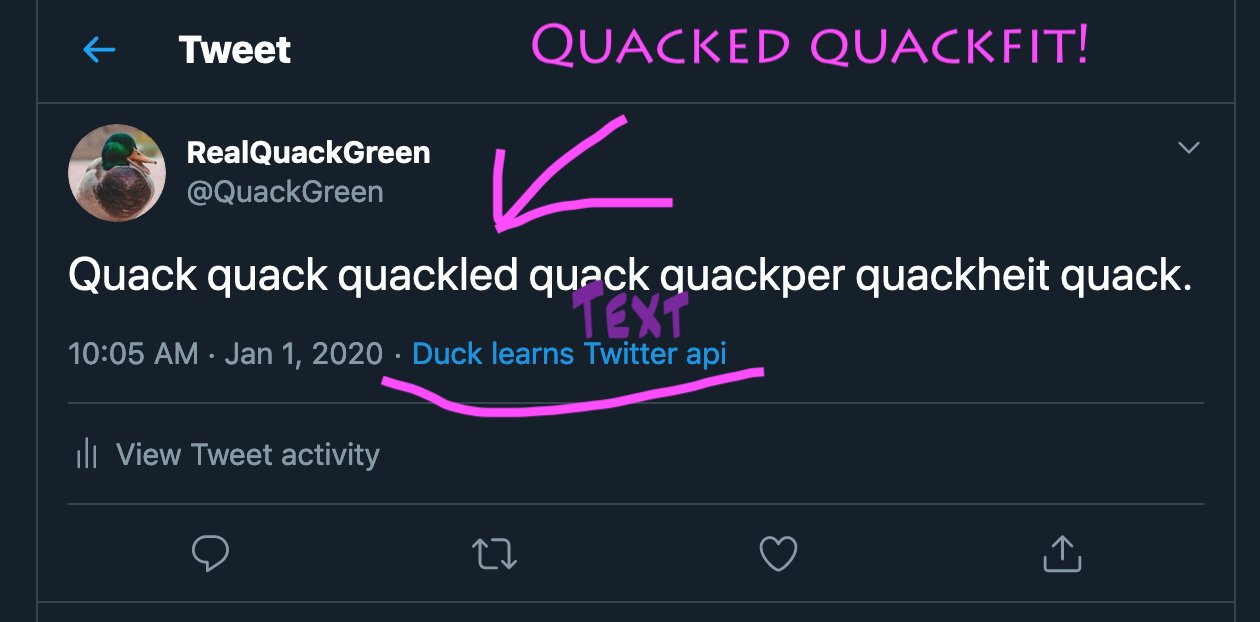 Tweet
Quacked quackfit!
RealQuackGreen
@QuackGreen
Quack quack quackled quack quackper quackheit quack.
Text
10:05 AM · Jan 1, 2020 · Duck learns Twitter api
View Tweet activity